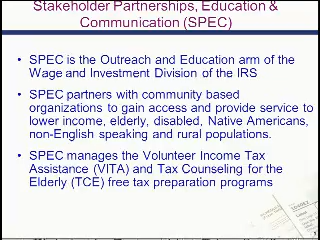 Stakeholder Partnerships, Education &
Communication (SPEC)
• SPEC is the Outreach and Education arm of the
Wage and Investment Division of the IRS
• SPEC partners with community based
organizations to gain access and provide service to
lower income, elderly, disabled, Native Americans,
non-English speaking and rural populations.
• SPEC manages the Volunteer Income Tax
Assistance (VITA) and Tax Counseling for the
Elderly (TCE) free tax preparation programs